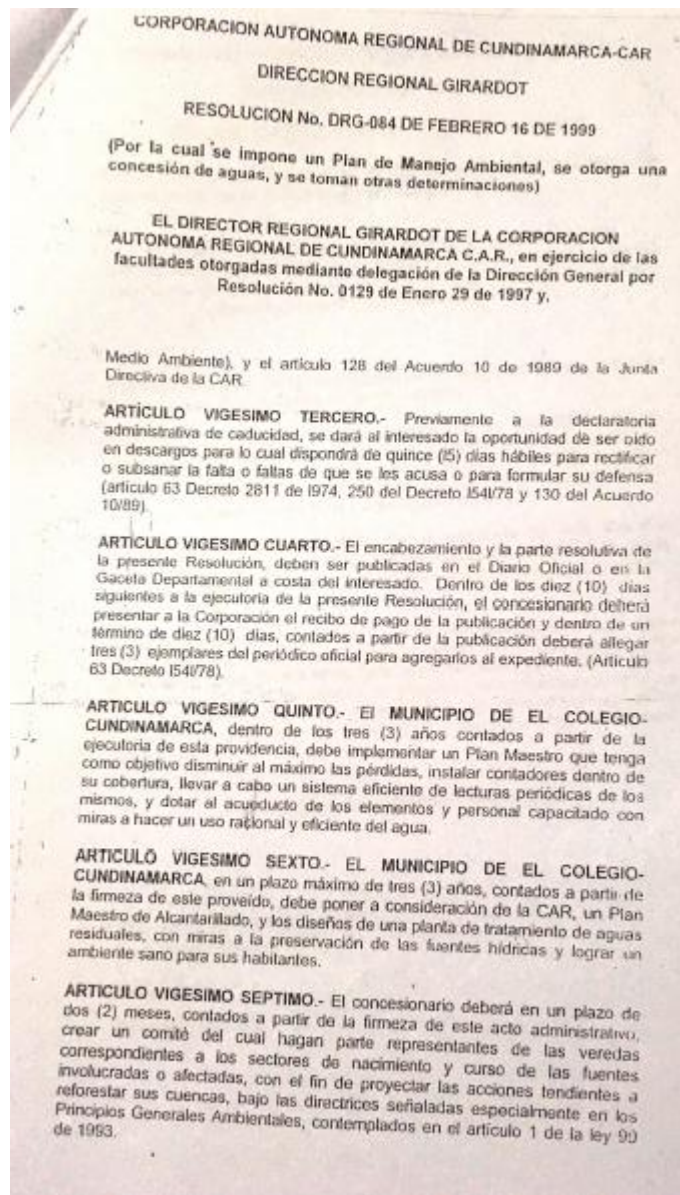 CORPORACION AUTONOMA REGIONAL DE CUNDINAMARCA-CAR
DIRECCION REGIONAL GIRARDOT
RESOLUCION No. DRG-084 DE FEBRERO 16 DE 1999
(Por la cual se impone un Plan de Manejo Ambiental, se otorga una
concesión de aguas, y se toman otras determinaciones)
EL DIRECTOR REGIONAL GIRARDOT DE LA CORPORACION
AUTONOMA REGIONAL DE CUNDINAMARCA C.A.R., en ejercicio de las
facultades otorgadas mediante delegación de la Dirección General por
Resolución No. 0129 de Enero 29 de 1997 y,
Medio Ambiente), y el artículo 128 del Acuerdo 10 de 1989 de la Junta
Directiva de la CAR
ARTÍCULO VIGESIMO TERCERO.- Previamente a la declaratoria
administrativa de caducidad, se dará al interesado la oportunidad de ser oido
en descargos para lo cual dispondrá de quince (I5) días hábiles para rectificar
o subsanar la falta o faltas de que se les acusa o para formular su defensa
(artículo 63 Decreto 2811 de I974, 250 del Decreto I54I/78 y 130 del Acuerdo
10/89)
ARTICULO VIGESIMO CUARTO.- El encabezamiento y la parte resolutiva de
la presente Resolución, deben ser publicadas en el Diario Oficial o en la
Gaceta Departamental a costa del interesado. Dentro de los diez (10) días
siguientes a la ejecutoria de la presente Resolución, el concesionario deberá
presentar a la Corporación el recibo de pago de la publicación y dentro de un
término de diez (10) días, contados a partir de la publicación deberá allegar
tres (3) ejemplares del periódico oficial para agregarlos al expediente. (Articulo
63 Decreto I54I/78).
ARTICULO VIGESIMO QUINTO.- El MUNICIPIO DE EL COLEGIO-
CUNDINAMARCA, dentro de los tres (3) años contados a partir de la
ejecutoria de esta providencia, debe implementar un Plan Maestro que tenga
como objetivo disminuir al máximo las pérdidas, instalar contadores dentro de
su cobertura, llevar a cabo un sistema eficiente de lecturas periódicas de los
mismos, y dotar al acueducto de los elementos y personal capacitado con
miras a hacer un uso racional y eficiente del agua.
ARTICULO VIGESIMO SEXTO.- EL MUNICIPIO DE EL COLEGIO-
CUNDINAMARCA, en un plazo máximo de tres (3) años, contados a partir de
la firmeza de este proveído, debe poner a consideración de la CAR, un Plan
Maestro de Alcantarillado, y los diseños de una planta de tratamiento de aguas
residuales, con miras a la preservación de las fuentes hídricas y lograr un
ambiente sano para sus habitantes.
ARTICULO VIGESIMO SEPTIMO.- El concesionario deberá en un plazo de
dos (2) meses, contados a partir de la firmeza de este acto administrativo,
crear un comité del cual hagan parte representantes de las veredas
correspondientes a los sectores de nacimiento y curso de las fuentes
involucradas o afectadas, con el fin de proyectar las acciones tendientes a
reforestar sus cuencas, bajo las directrices señaladas especialmente en los
Principios Generales Ambientales, contemplados en el artículo 1 de la ley 99
de 1993.